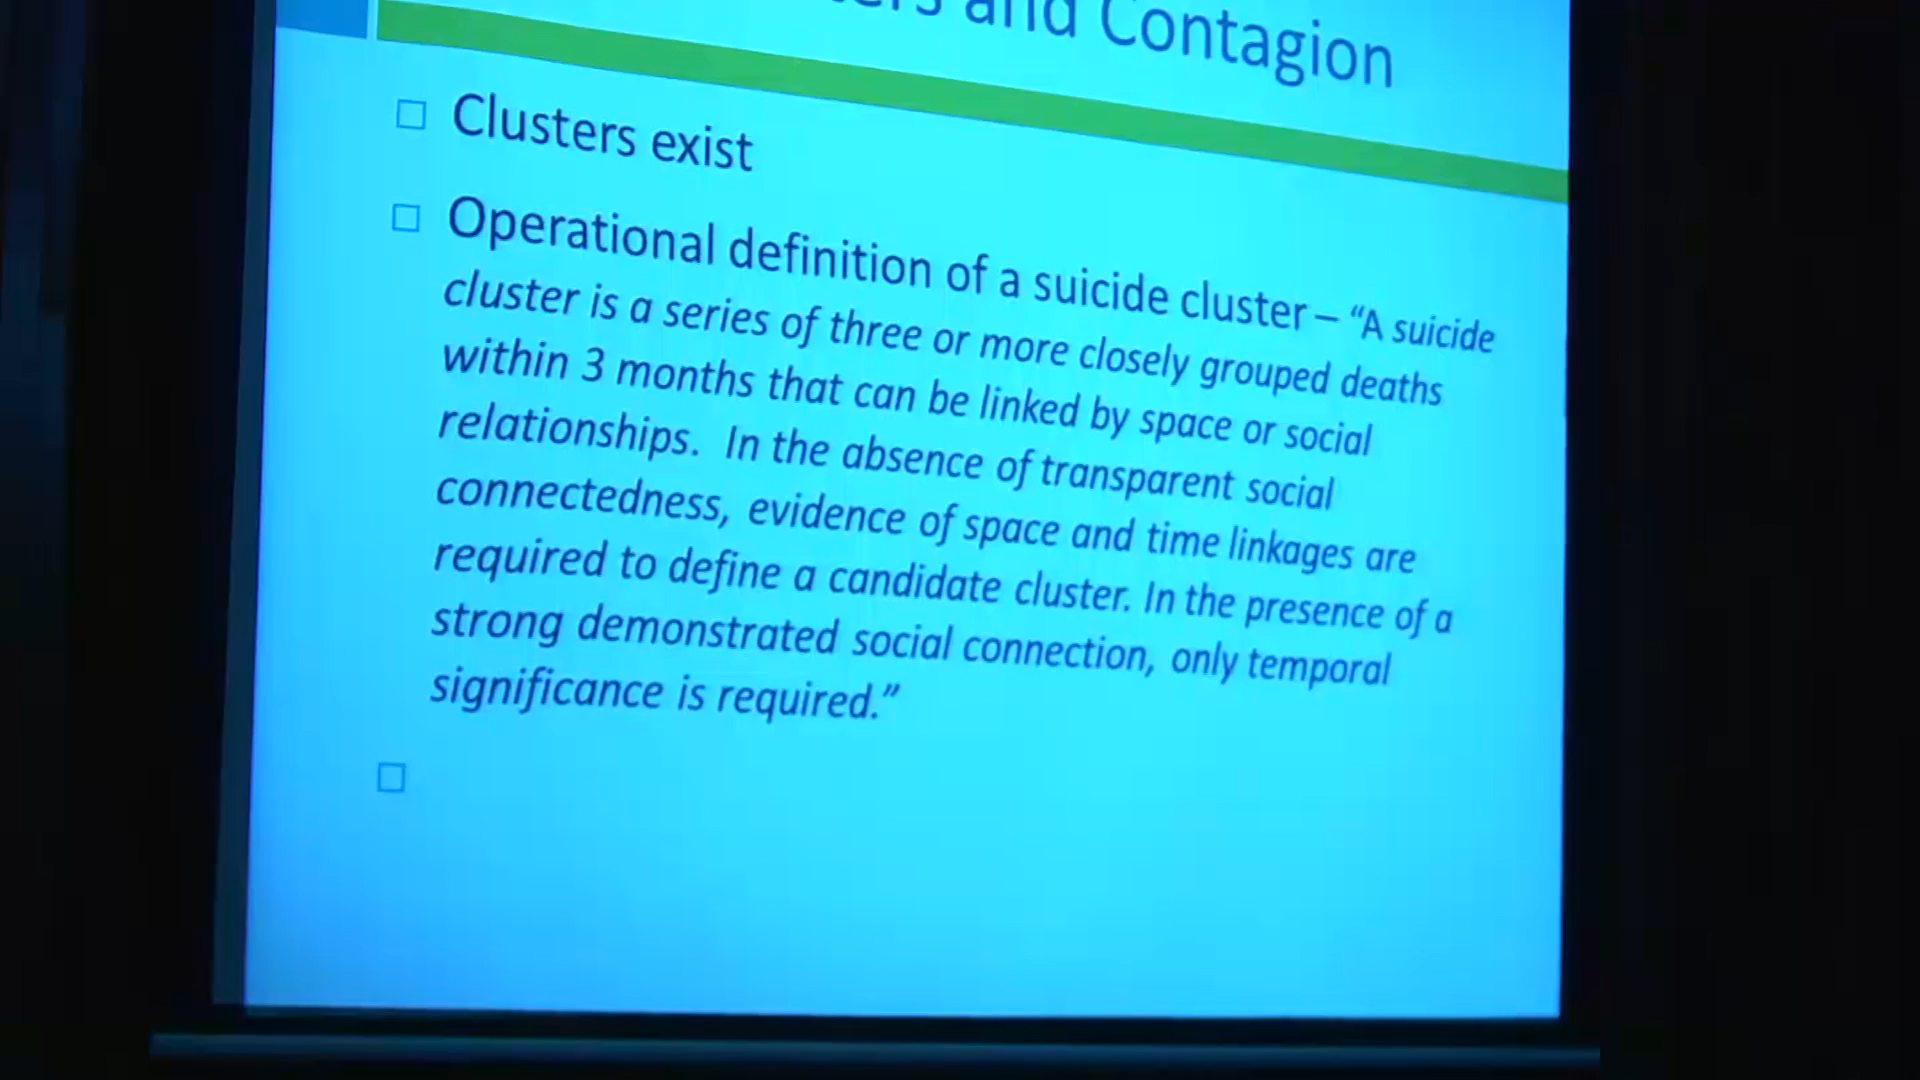 and Contagion
Clusters exist
Operational definition of a suicide cluster – “A suicide
cluster is a series of three or more closely grouped deaths
within 3 months that can be linked by space or social
relationships. In the absence of transparent social
connectedness, evidence of space and time linkages are
required to define a candidate cluster. In the presence of a
strong demonstrated social connection, only temporal
significance is required.”